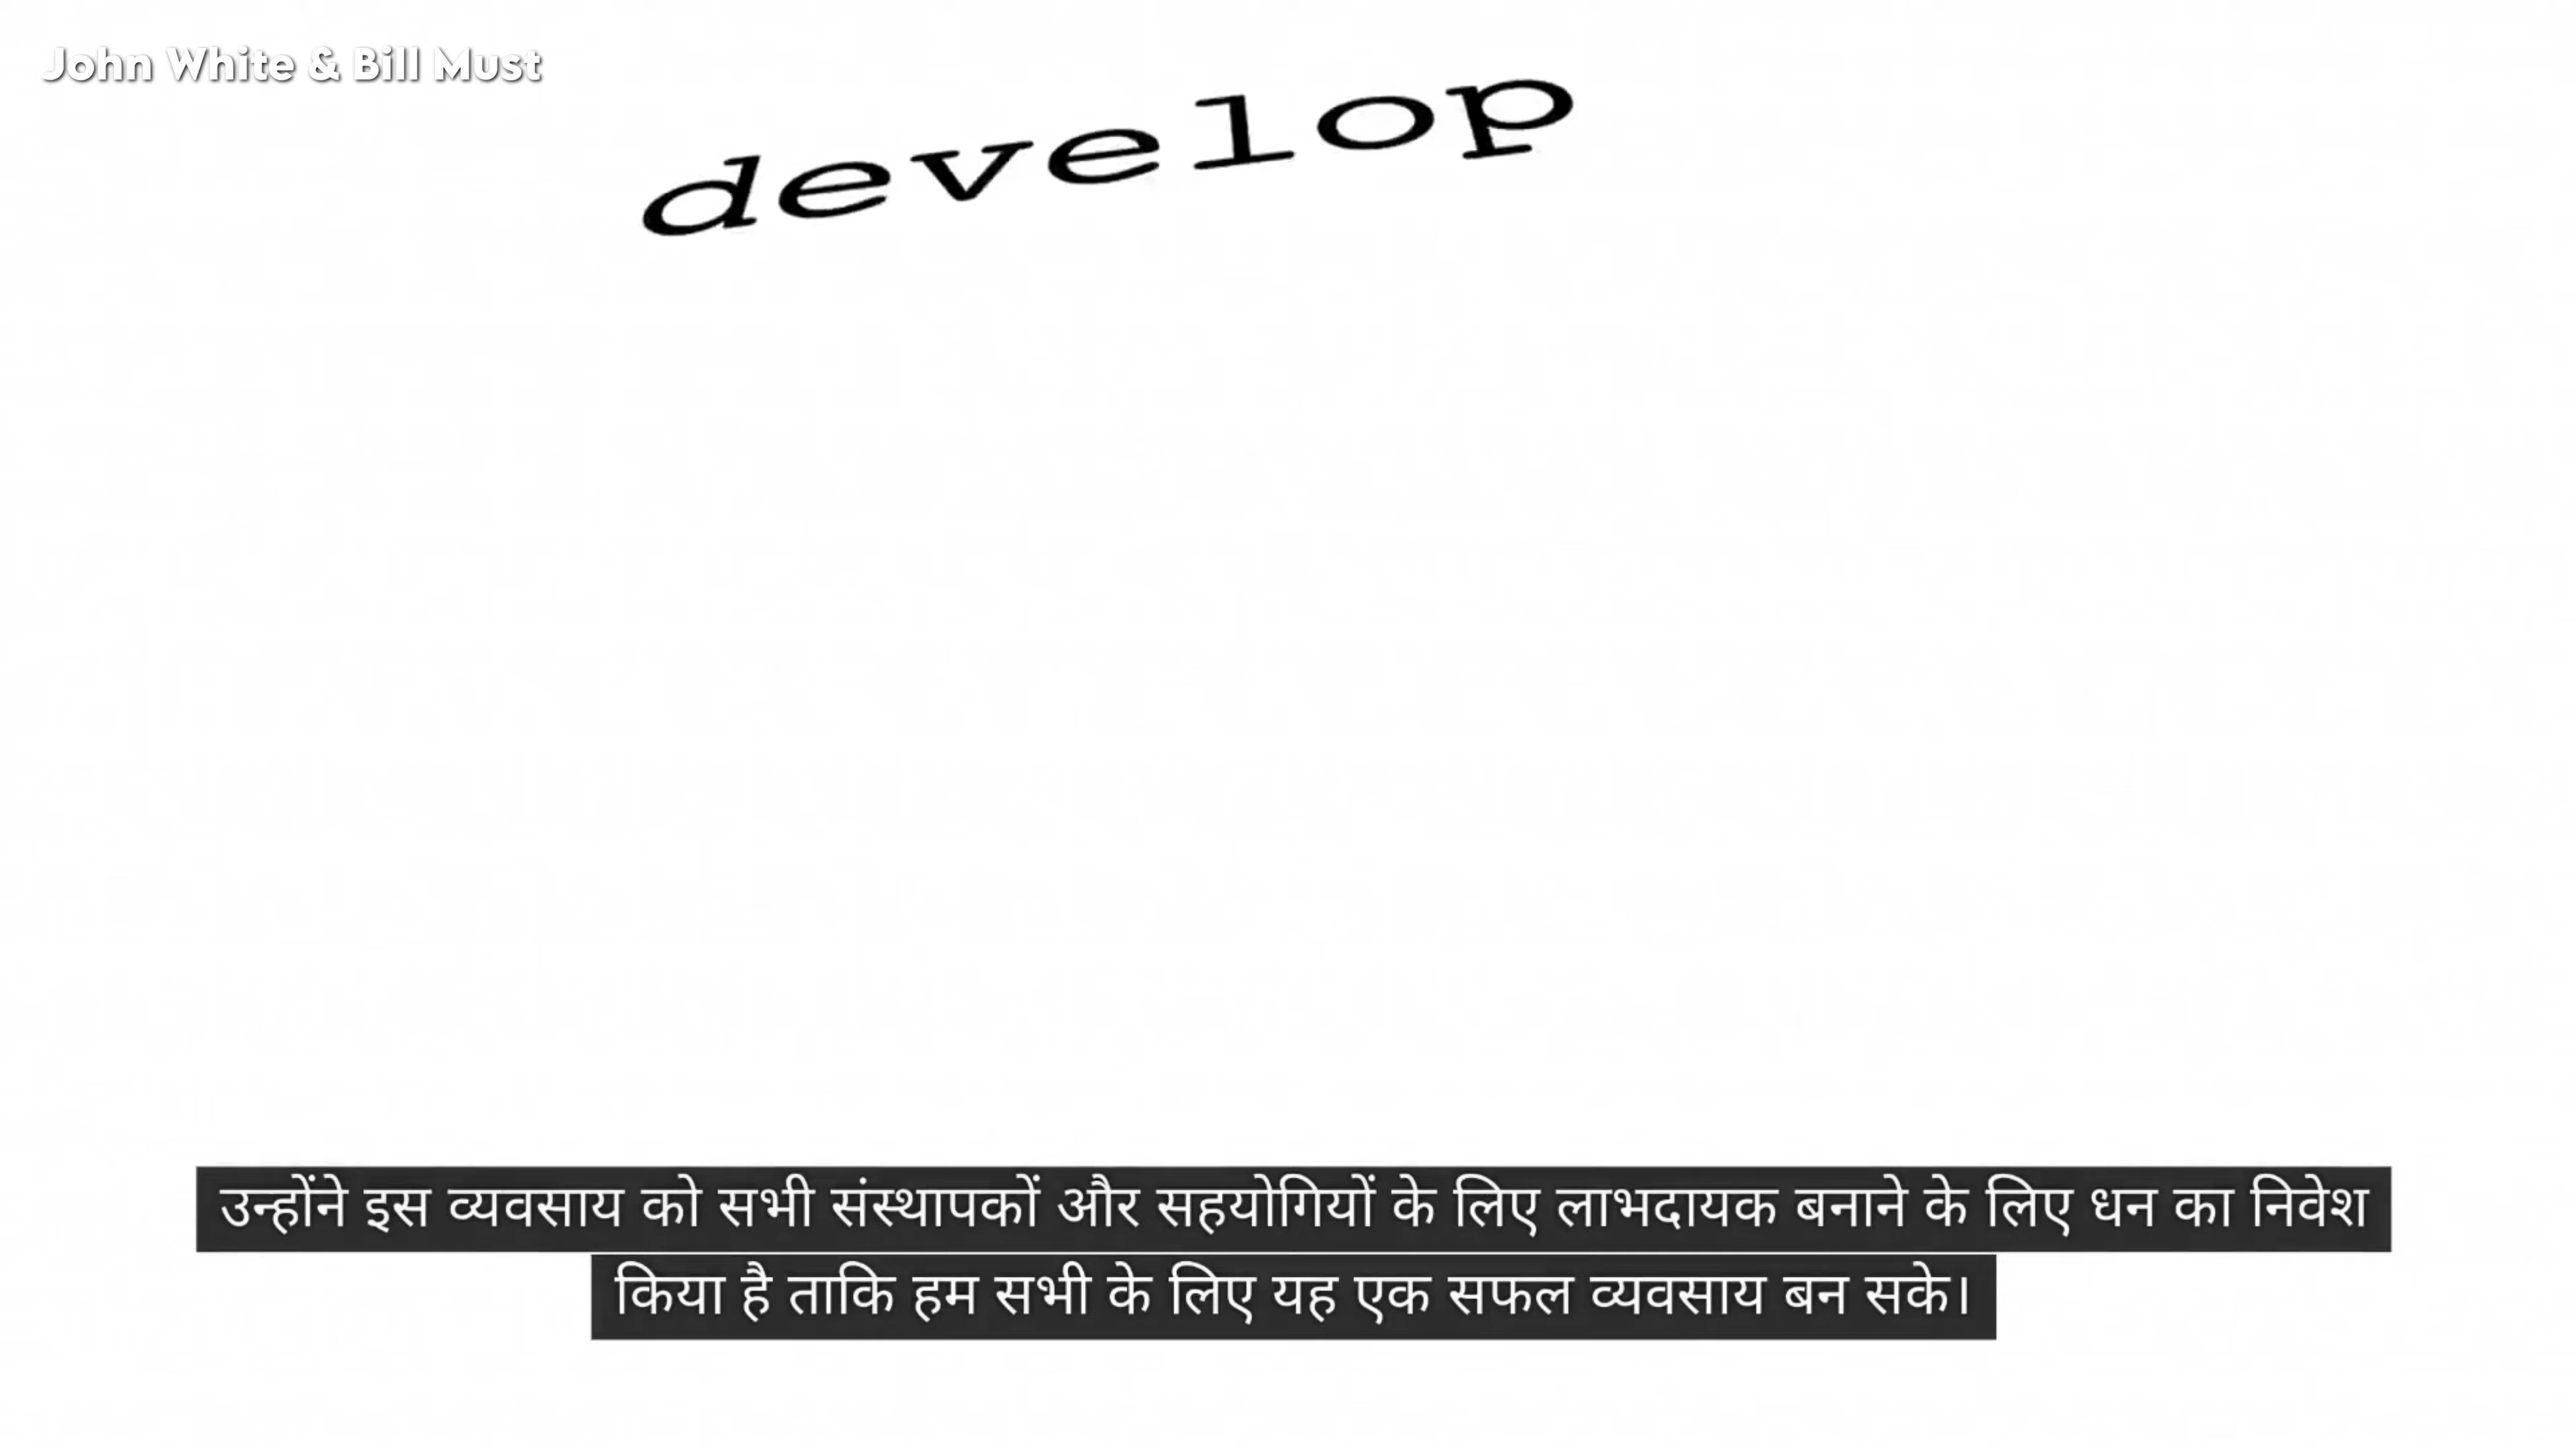 John White & Bill Must
develop
उन्होंने इस व्यवसाय को सभी संस्थापकों और सहयोगियों के लिए लाभदायक बनाने के लिए धन का निवेश
किया है ताकि हम सभी के लिए यह एक सफल व्यवसाय बन सके।